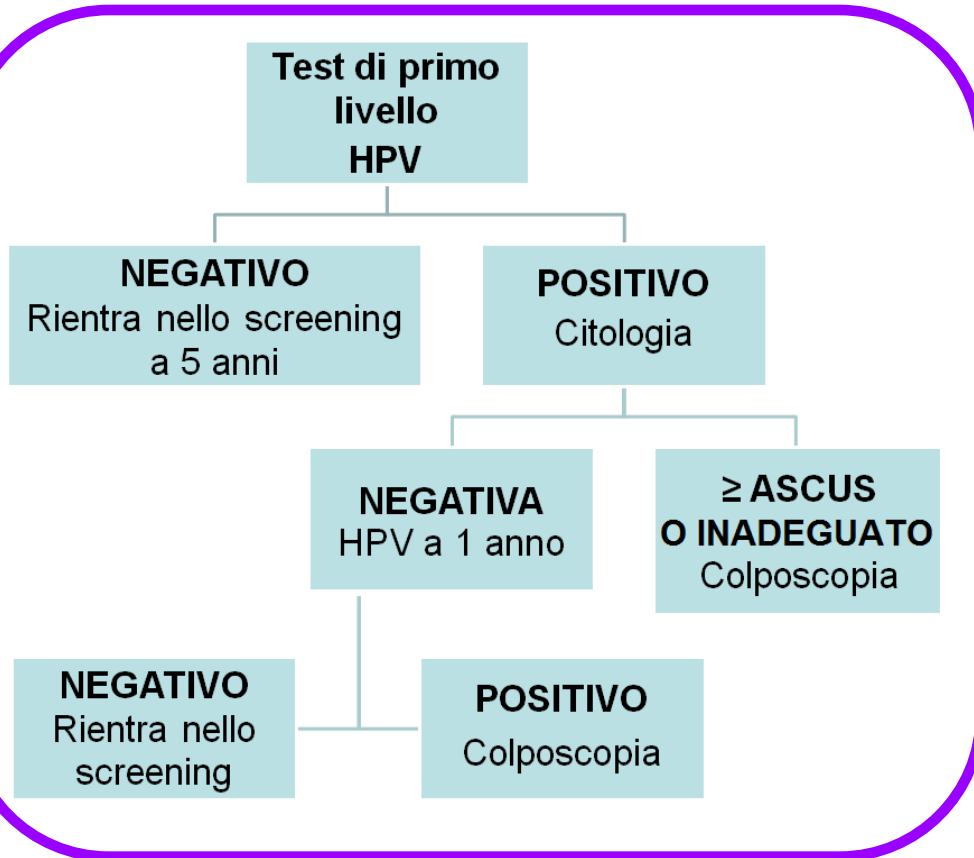 Test di primo
livello
HPV
NEGATIVO
Rientra nello screening
a 5 anni
POSITIVO
Citologia
NEGATIVA
HPV a 1 anno
≥ ASCUS
O INADEGUATO
Colposcopia
NEGATIVO
Rientra nello
screening
POSITIVO
Colposcopia